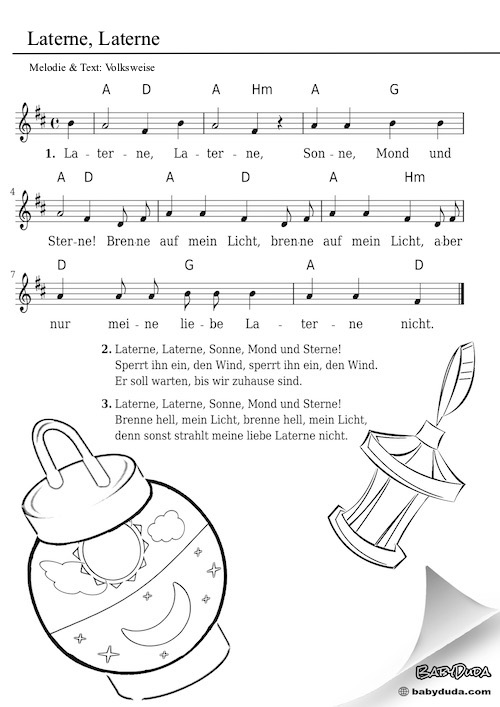 Laterne, Laterne
Melodie & Text: Volksweise
A D A Hm A G
1. La - ter - ne, La - ter - ne, Son - ne, Mond und
4
A D A D A Hm
Ster-ne! Bren-ne auf mein Licht, bren-ne auf mein Licht, a-ber
7
D G A D
nur mei - ne lie - be La - ter - ne nicht.
2. Laterne, Laterne, Sonne, Mond und Sterne!
Sperrt ihn ein, den Wind, sperrt ihn ein, den Wind.
Er soll warten, bis wir zuhause sind.
3. Laterne, Laterne, Sonne, Mond und Sterne!
Brenne hell, mein Licht, brenne hell, mein Licht,
denn sonst strahlt meine liebe Laterne nicht.
BABYDUDA
babyduda.com